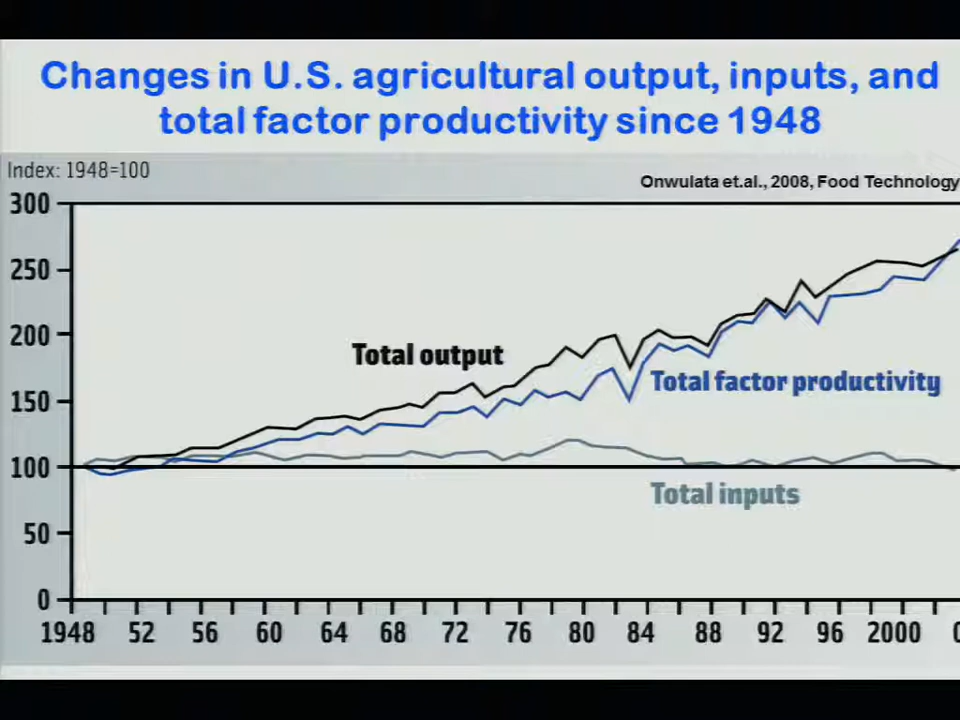 Changes in U.S. agricultural output, inputs, and
total factor productivity since 1948
Index: 1948=100
Onwulata et.al., 2008, Food Technology
300
250
200
150
100
50
0
Total output
Total factor productivity
Total inputs
1948 52 56 60 64 68 72 76 80 84 88 92 96 2000